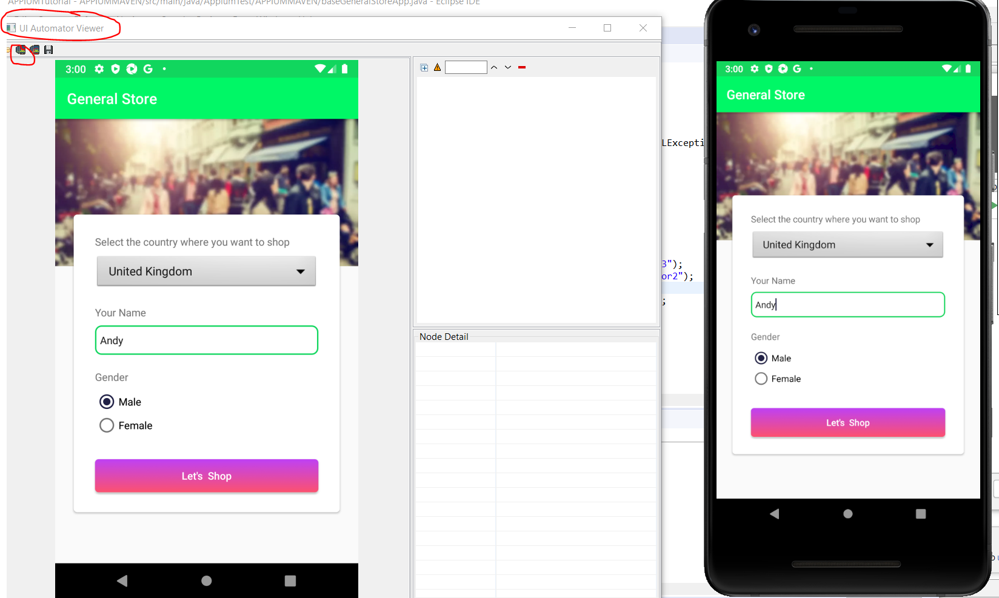 APPIUMTutorial - APPIUMMAVEN/src/main/java/AppiumTest/APPIUMMAVEN/baseGeneralStoreApp.java - Eclipse IDE
UI Automator Viewer
3:00 G
General Store
Select the country where you want to shop
United Kingdom
Your Name
Andy
Gender
Male
Female
Let's Shop
Node Detail
LExcepti
3");
or2");
;
3:00 G
General Store
Select the country where you want to shop
United Kingdom
Your Name
Andy
Gender
Male
Female
Let's Shop